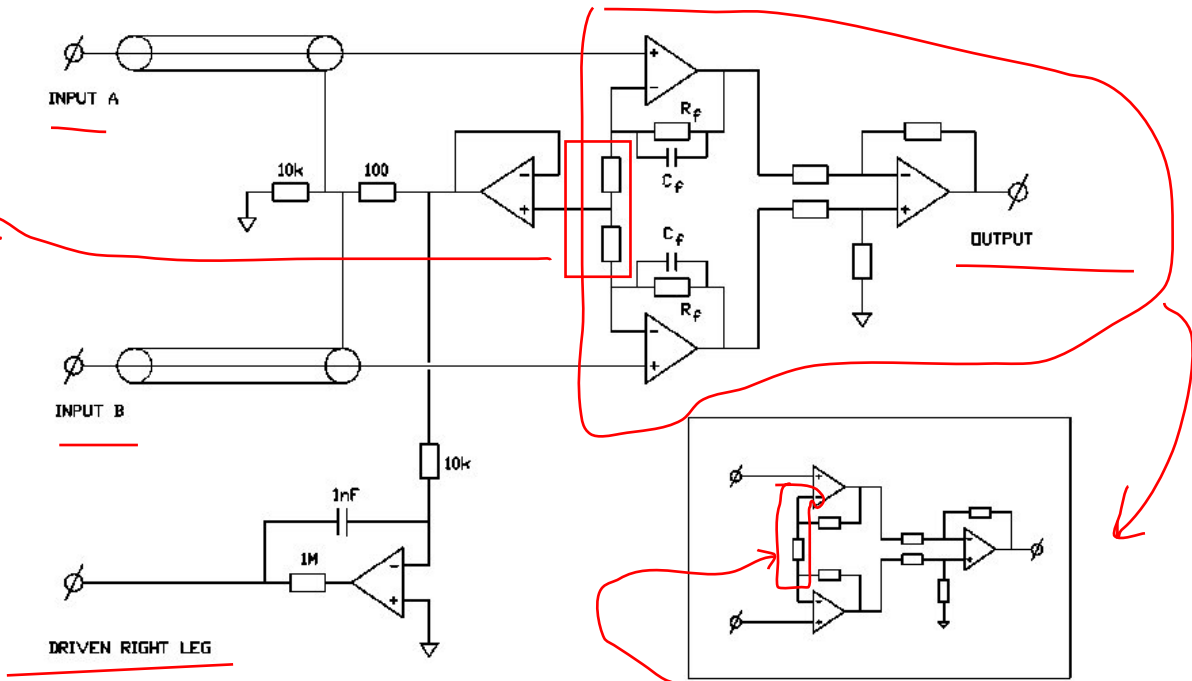 INPUT A
10k
100
Rf
Cf
Cf
Rf
OUTPUT
INPUT B
10k
1nF
1M
DRIVEN RIGHT LEG